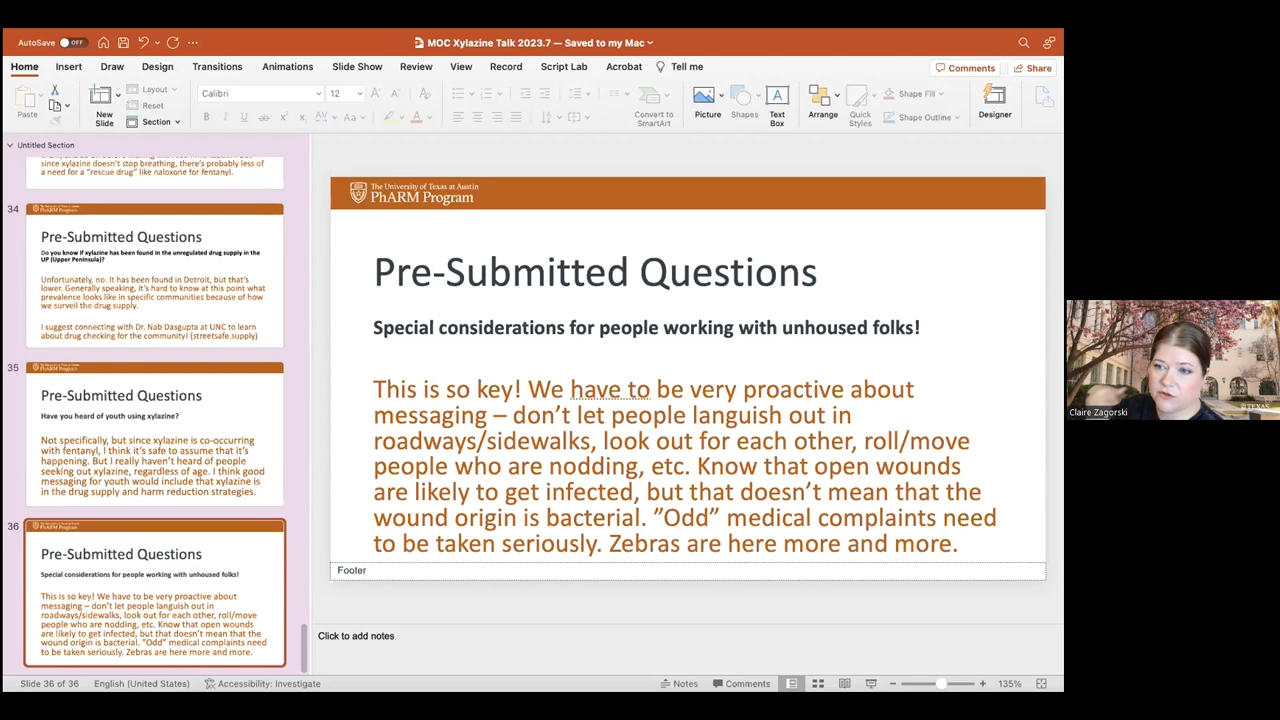 AutoSave OFF
MOC Xylazine Talk 2023.7 — Saved to my Mac
Home Insert Draw Design Transitions Animations Slide Show Review View Record Script Lab Acrobat Tell me
Comments Share
Paste
New Slide
Layout
Reset
Section
Calibri 12
Convert to SmartArt
Picture
Shapes
Text Box
Arrange
Quick Styles
Shape Fill
Shape Outline
Designer
Untitled Section
since xylazine doesn't stop breathing, there's probably less of
a need for a "rescue drug" like naloxone for fentanyl.
34
The University of Texas at Austin
PhARM Program
Pre-Submitted Questions
Do you know if xylazine has been found in the unregulated drug supply in the
UP (Upper Peninsula)?
Unfortunately, no. It has been found in Detroit, but that's
lower. Generally speaking, it's hard to know at this point what
prevalence looks like in specific communities because of how
we surveil the drug supply.
I suggest connecting with Dr. Nab Dasgupta at UNC to learn
about drug checking for the community! (streetsafe.supply)
35
Pre-Submitted Questions
Have you heard of youth using xylazine?
Not specifically, but since xylazine is co-occurring
with fentanyl, I think it's safe to assume that it's
happening. But I really haven't heard of people
seeking out xylazine, regardless of age. I think good
messaging for youth would include that xylazine is
in the drug supply and harm reduction strategies.
36
Pre-Submitted Questions
Special considerations for people working with unhoused folks!
This is so key! We have to be very proactive about
messaging – don't let people languish out in
roadways/sidewalks, look out for each other, roll/move
people who are nodding, etc. Know that open wounds
are likely to get infected, but that doesn't mean that the
wound origin is bacterial. "Odd" medical complaints need
to be taken seriously. Zebras are here more and more.
The University of Texas at Austin
PhARM Program
Pre-Submitted Questions
Special considerations for people working with unhoused folks!
This is so key! We have to be very proactive about
messaging – don't let people languish out in
roadways/sidewalks, look out for each other, roll/move
people who are nodding, etc. Know that open wounds
are likely to get infected, but that doesn't mean that the
wound origin is bacterial. ”Odd” medical complaints need
to be taken seriously. Zebras are here more and more.
Footer
Click to add notes
Claire Zagorski
Slide 36 of 36 English (United States) Accessibility: Investigate
Notes Comments 135%